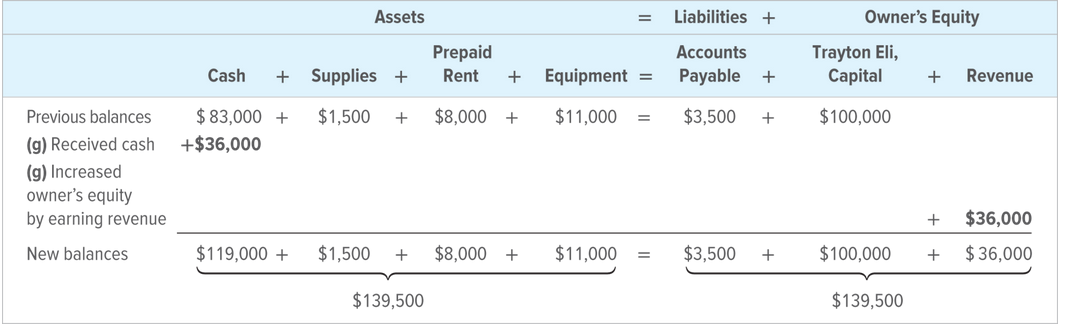 Assets = Liabilities + Owner's Equity
Prepaid Accounts Trayton Eli,
Cash + Supplies + Rent + Equipment = Payable + Capital + Revenue
Previous balances $ 83,000 + $1,500 + $8,000 + $11,000 = $3,500 + $100,000
(g) Received cash +$36,000
(g) Increased
owner's equity
by earning revenue + $36,000
New balances $119,000 + $1,500 + $8,000 + $11,000 = $3,500 + $100,000 + $ 36,000
$139,500 $139,500